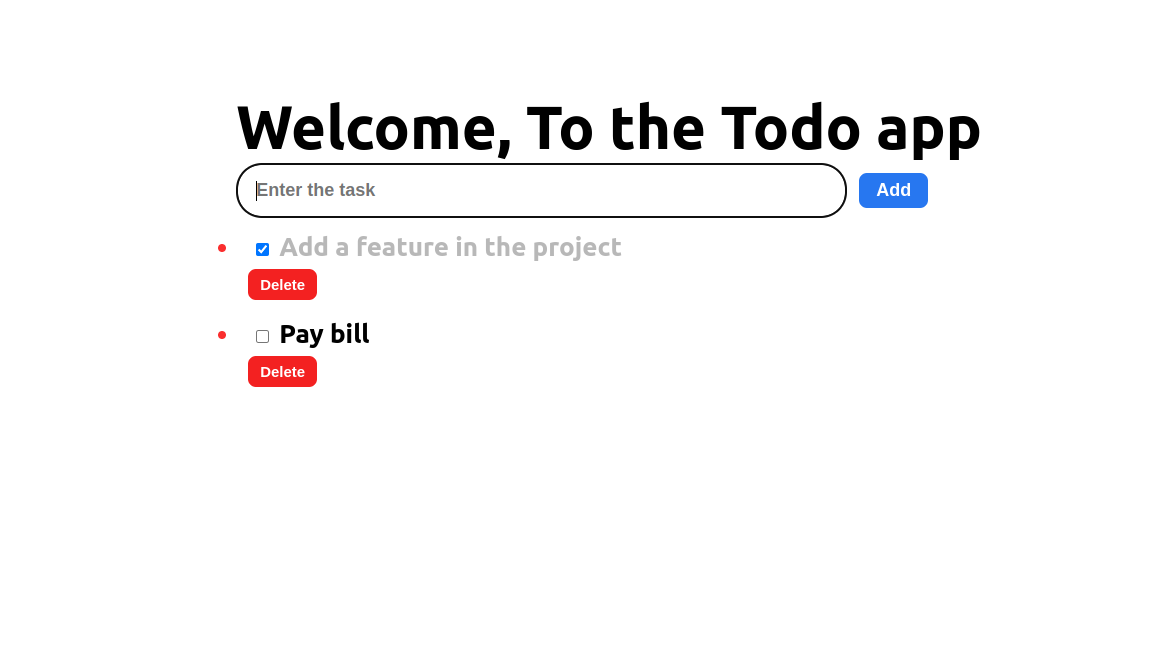 Welcome, To the Todo app
Enter the task
Add
Add a feature in the project
Delete
Pay bill
Delete